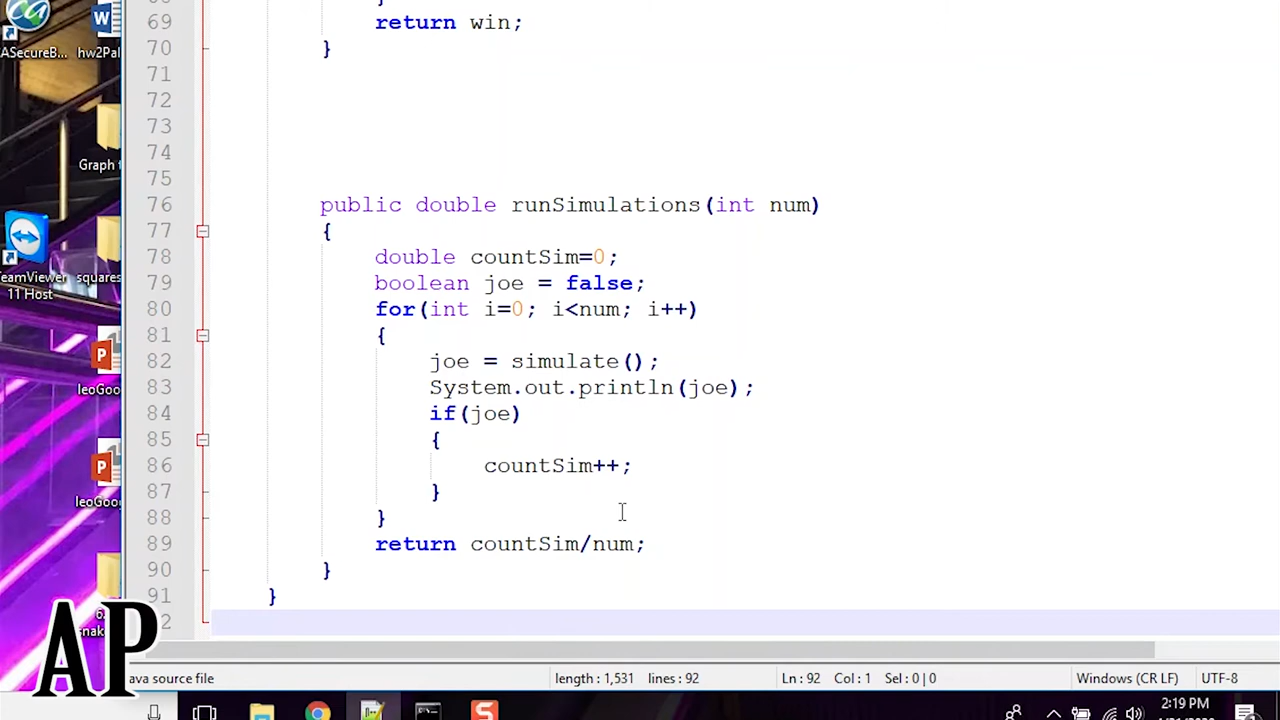 69 return win;
ASecureB... hw2Pal
70 }
71
72
73
74
Graph t
75
76 public double runSimulations(int num)
77 {
78 double countSim=0;
TeamViewer 11 Host
squares
79 boolean joe = false;
80 for(int i=0; i<num; i++)
81 {
82 joe = simulate();
83 System.out.println(joe);
leoGoo
84 if(joe)
85 {
86 countSim++;
87 }
leoGoo
88 }
89 return countSim/num;
90 }
91 }
AP
ava source file length : 1,531 lines : 92 Ln : 92 Col : 1 Sel : 0 | 0 Windows (CR LF) UTF-8
2:19 PM